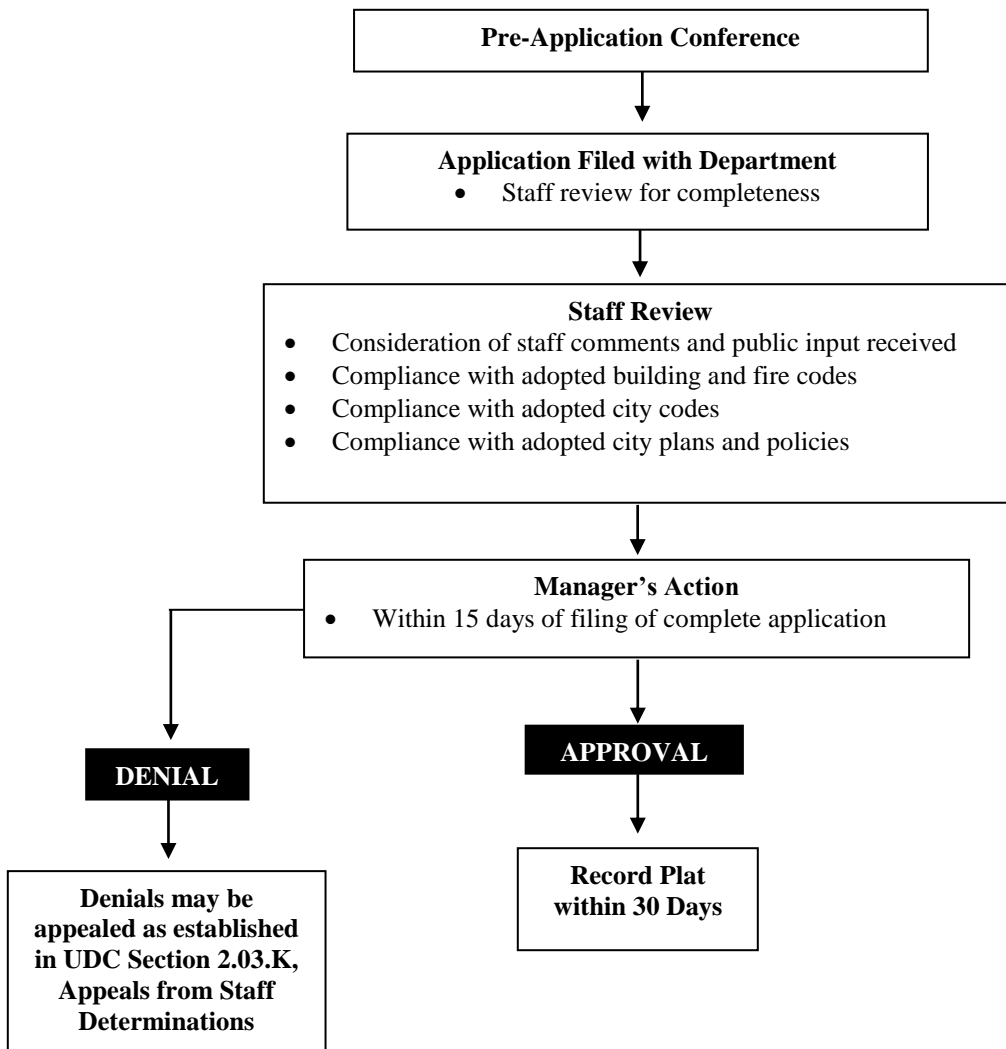 Pre-Application Conference
Application Filed with Department
• Staff review for completeness
Staff Review
• Consideration of staff comments and public input received
• Compliance with adopted building and fire codes
• Compliance with adopted city codes
• Compliance with adopted city plans and policies
Manager’s Action
• Within 15 days of filing of complete application
DENIAL
APPROVAL
Denials may be
appealed as established
in UDC Section 2.03.K,
Appeals from Staff
Determinations
Record Plat
within 30 Days